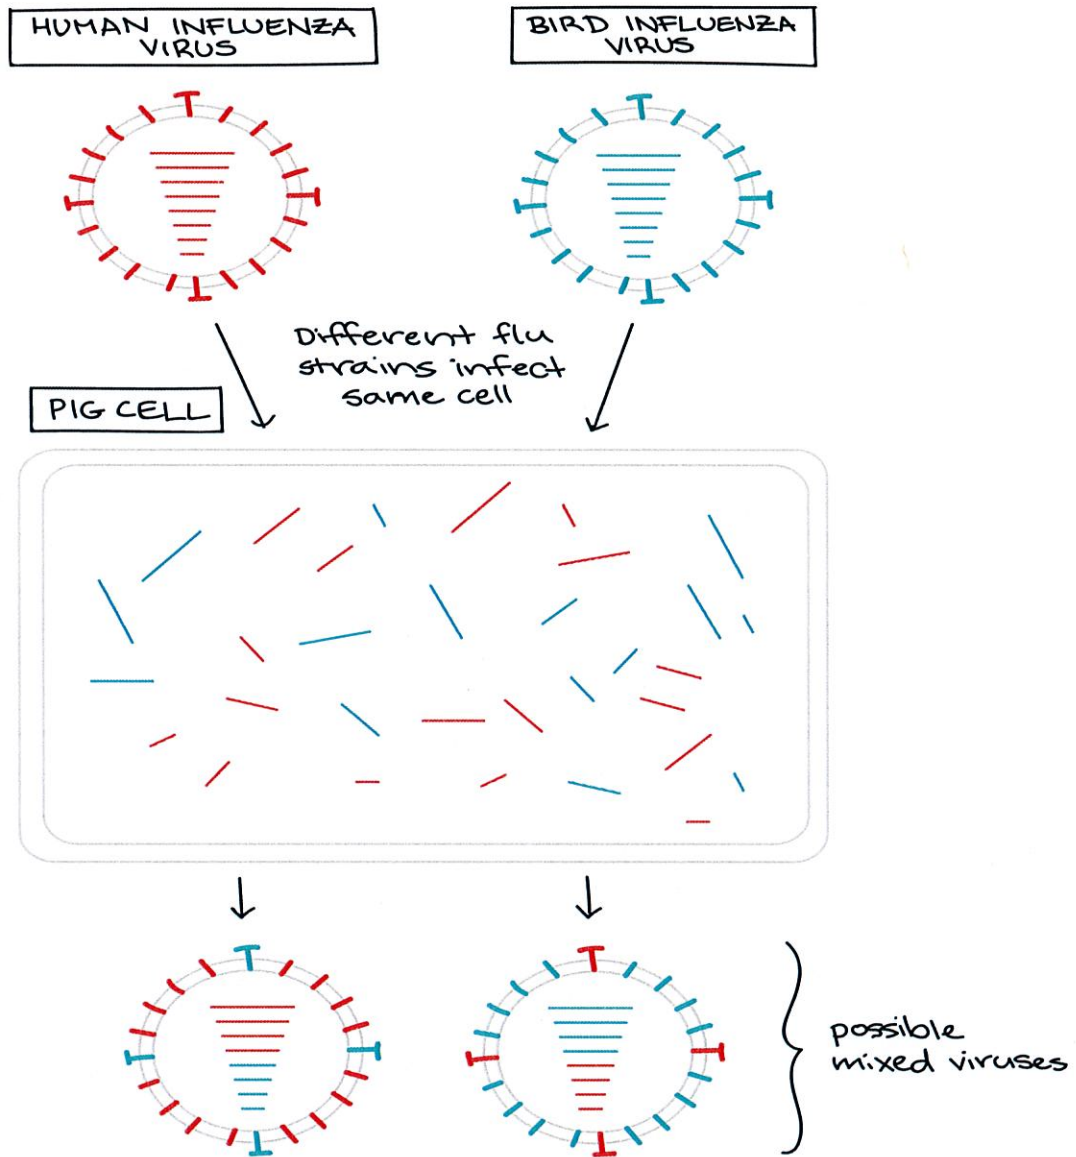 HUMAN INFLUENZA
VIRUS
BIRD INFLUENZA
VIRUS
Different flu
strains infect
same cell
PIG CELL
possible
mixed viruses